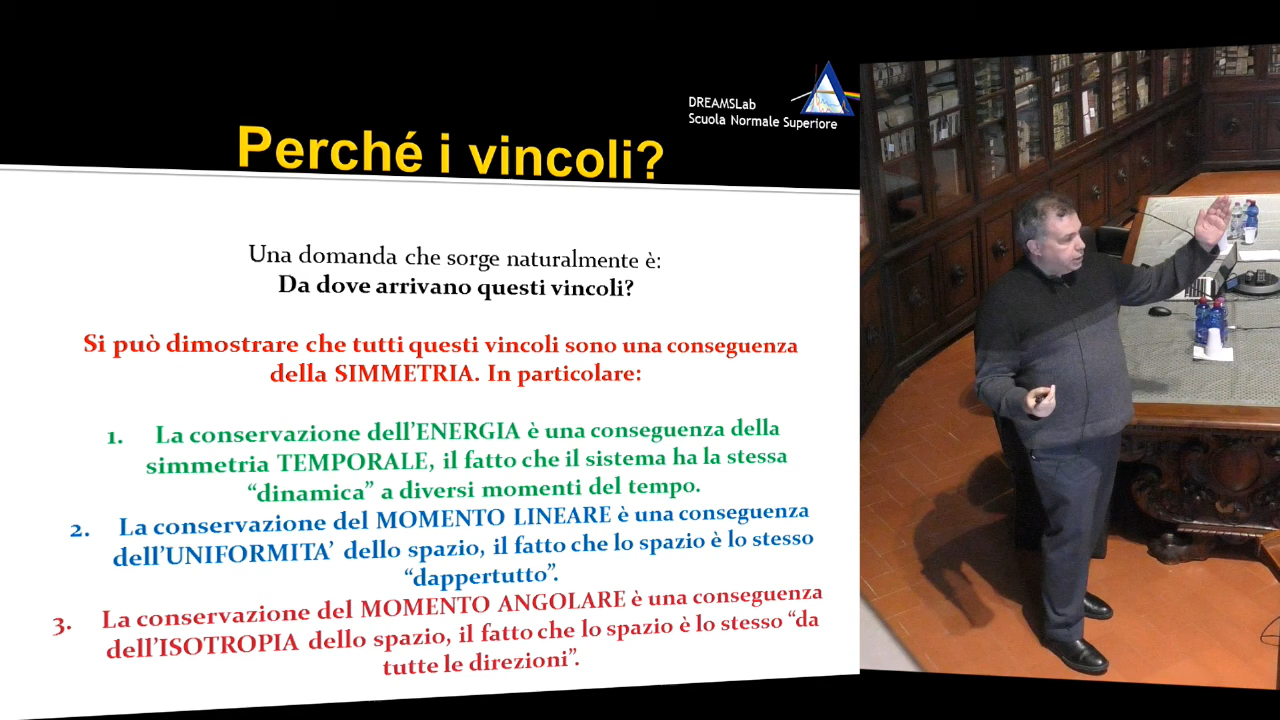 DREAMSLab
Scuola Normale Superiore
Perché i vincoli?
Una domanda che sorge naturalmente è:
Da dove arrivano questi vincoli?
Si può dimostrare che tutti questi vincoli sono una conseguenza
della SIMMETRIA. In particolare:
1. La conservazione dell’ENERGIA è una conseguenza della
simmetria TEMPORALE, il fatto che il sistema ha la stessa
“dinamica” a diversi momenti del tempo.
2. La conservazione del MOMENTO LINEARE è una conseguenza
dell’UNIFORMITA’ dello spazio, il fatto che lo spazio è lo stesso
“dappertutto”.
3. La conservazione del MOMENTO ANGOLARE è una conseguenza
dell’ISOTROPIA dello spazio, il fatto che lo spazio è lo stesso “da
tutte le direzioni”.